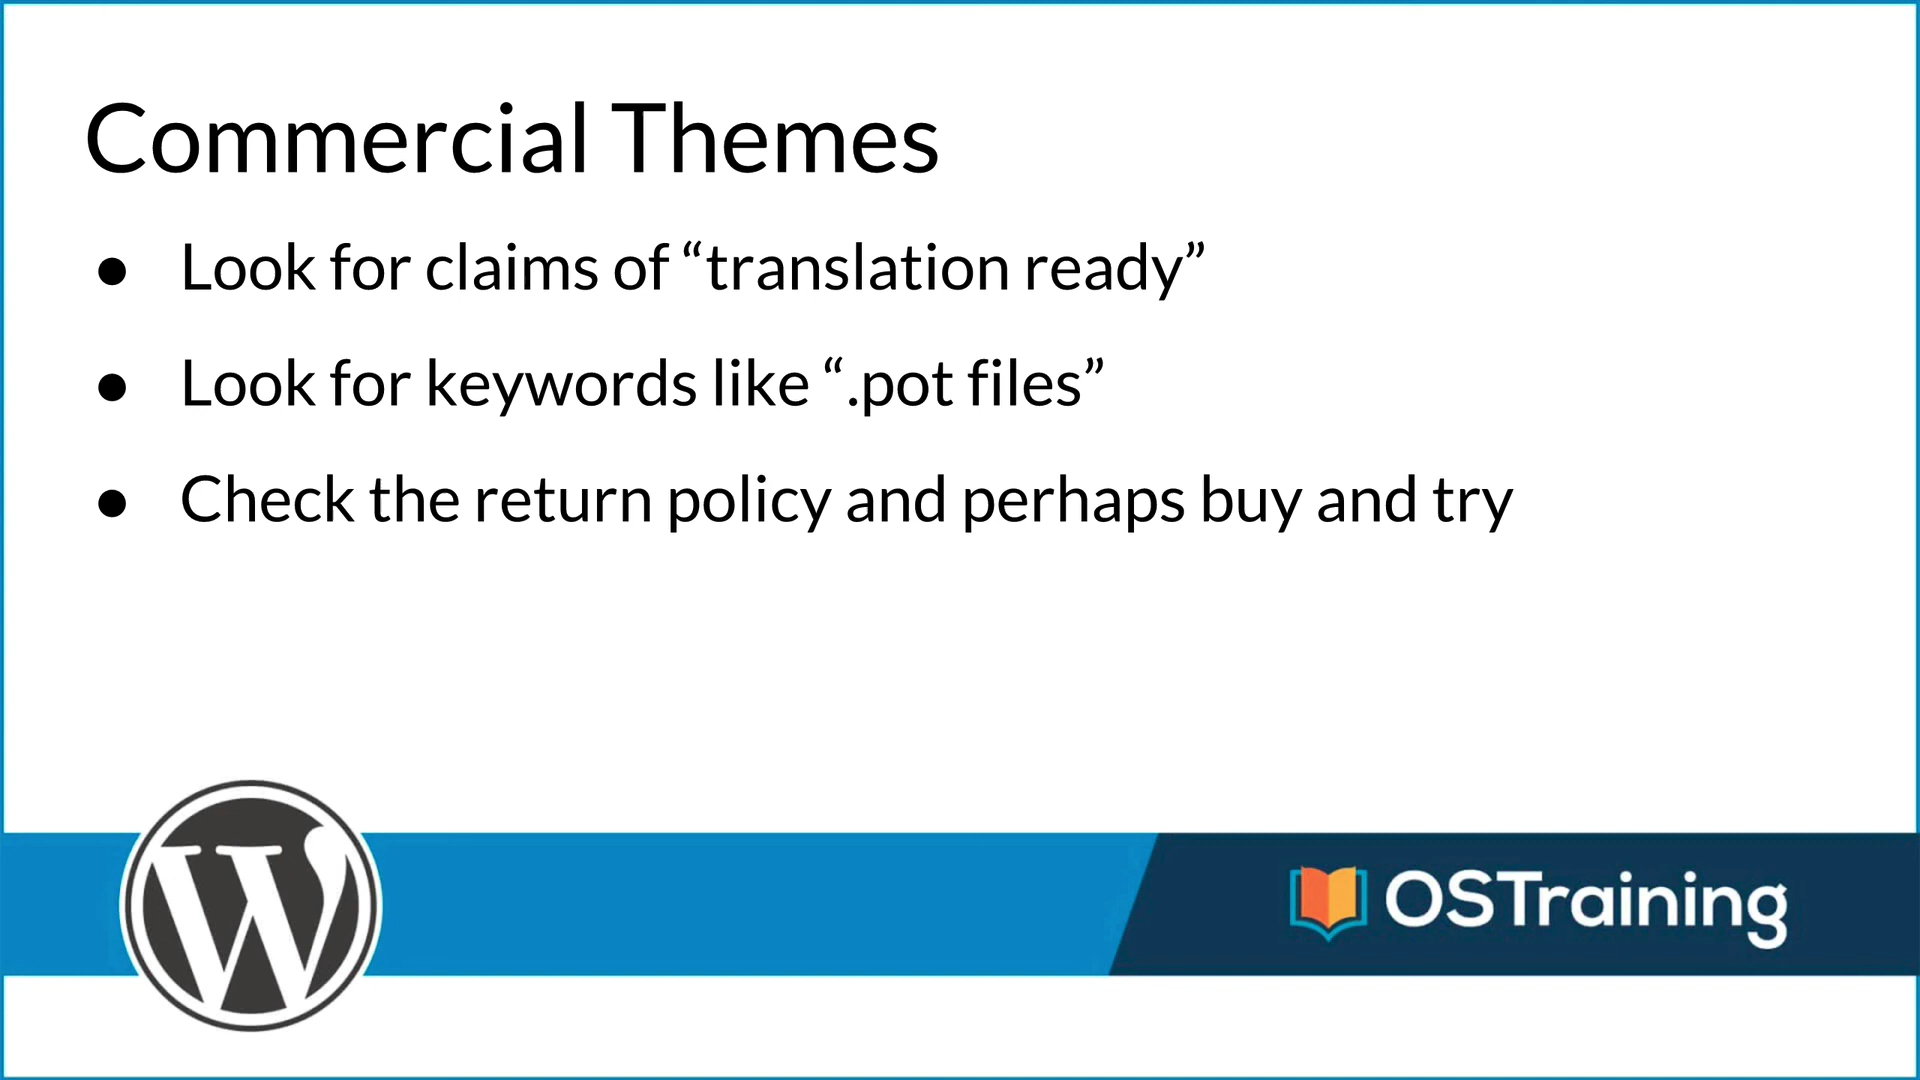 Commercial Themes
● Look for claims of “translation ready”
● Look for keywords like “.pot files”
● Check the return policy and perhaps buy and try
OSTraining